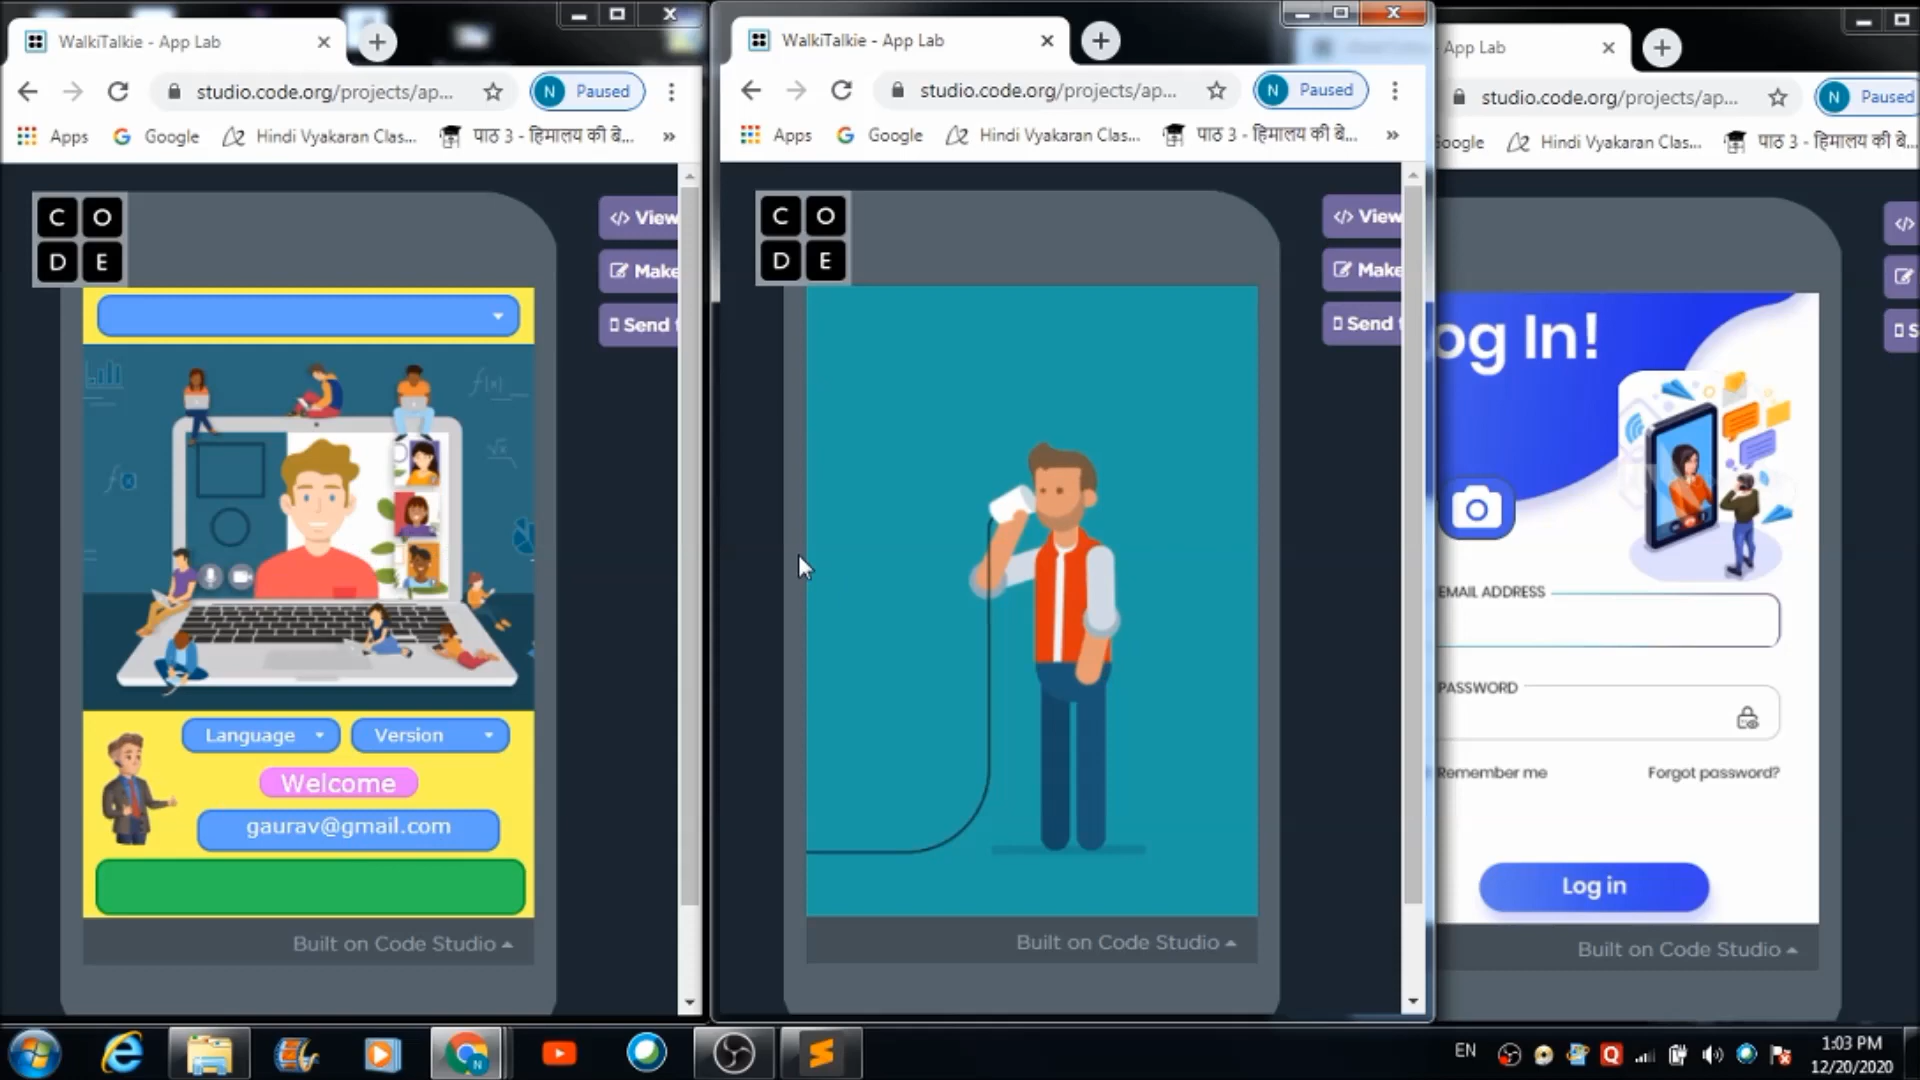 WalkiTalkie - App Lab
studio.code.org/projects/ap...
N Paused
Apps
Google
Hindi Vyakaran Clas...
पाठ 3 - हिमालय की बे...
»
C O
D E
</> View
Make
Send
Language
Version
Welcome
gaurav@gmail.com
Built on Code Studio
WalkiTalkie - App Lab
studio.code.org/projects/ap...
N Paused
Apps
Google
Hindi Vyakaran Clas...
पाठ 3 - हिमालय की बे...
»
C O
D E
</> View
Make
Send
Built on Code Studio
- App Lab
studio.code.org/projects/ap...
N Paused
oogle
Hindi Vyakaran Clas...
पाठ 3 - हिमालय की बे...
</>
S
og In!
EMAIL ADDRESS
PASSWORD
Remember me
Forgot password?
Log in
Built on Code Studio
EN
1:03 PM
12/20/2020